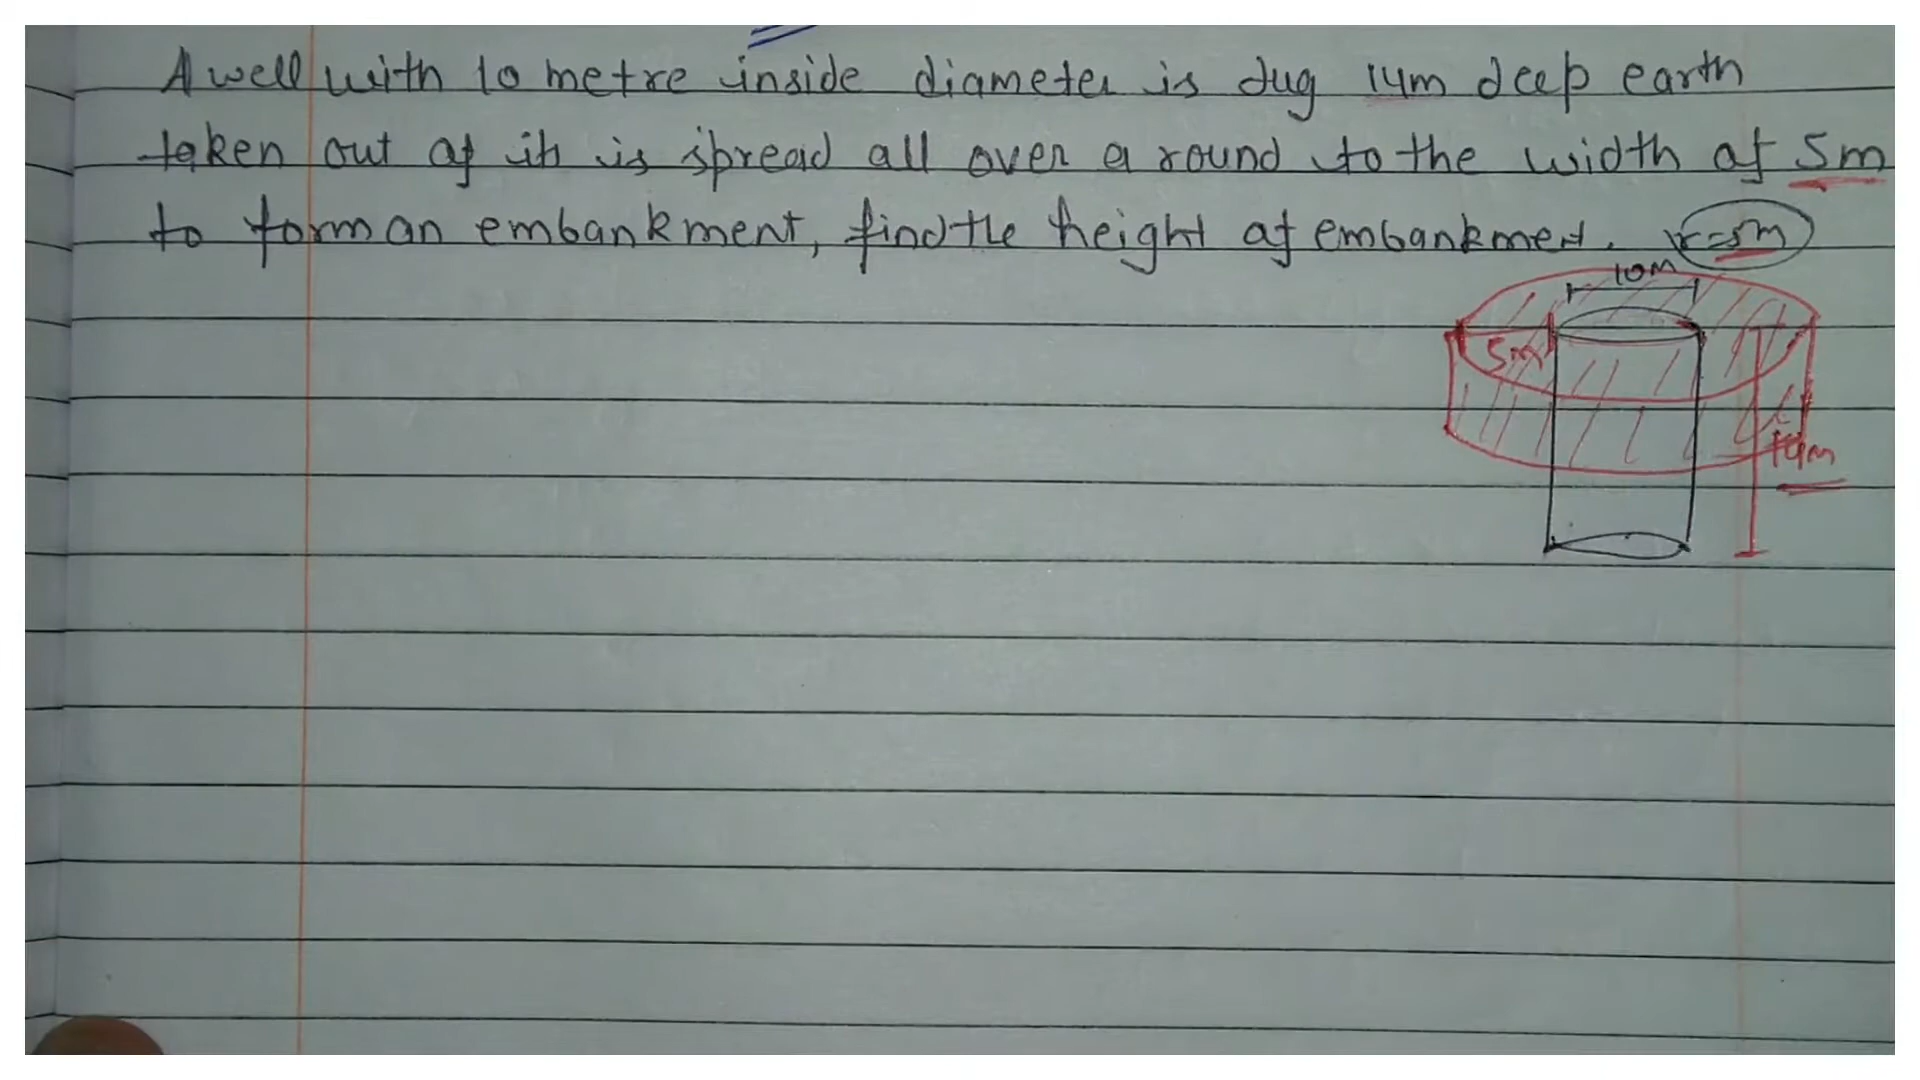 A well with 10 metre inside diameter is dug 14m deep earth
taken out of it is spread all over a round to the width of 5m
to form an embankment, find the height of embankment. r=5m
10m
5m
14m